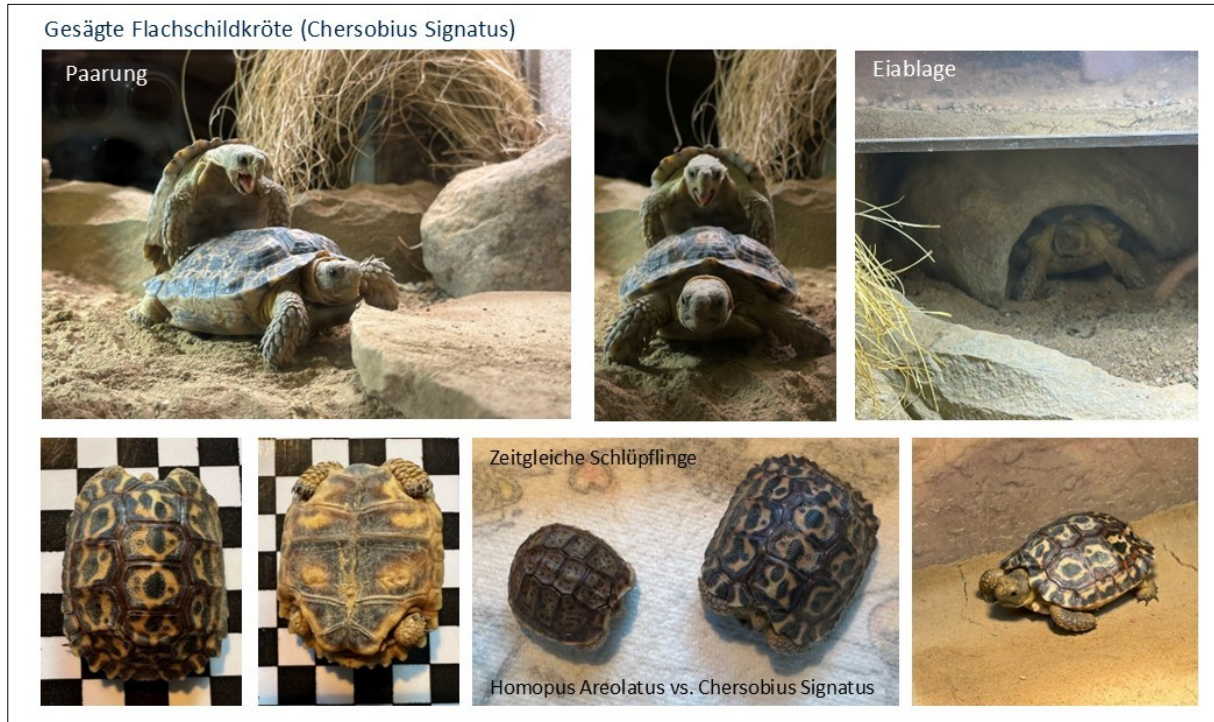 Gesägte Flachschildkröte (Chersobius Signatus)
Paarung
Eiablage
Zeitgleiche Schlüpflinge
Homopus Areolatus vs. Chersobius Signatus